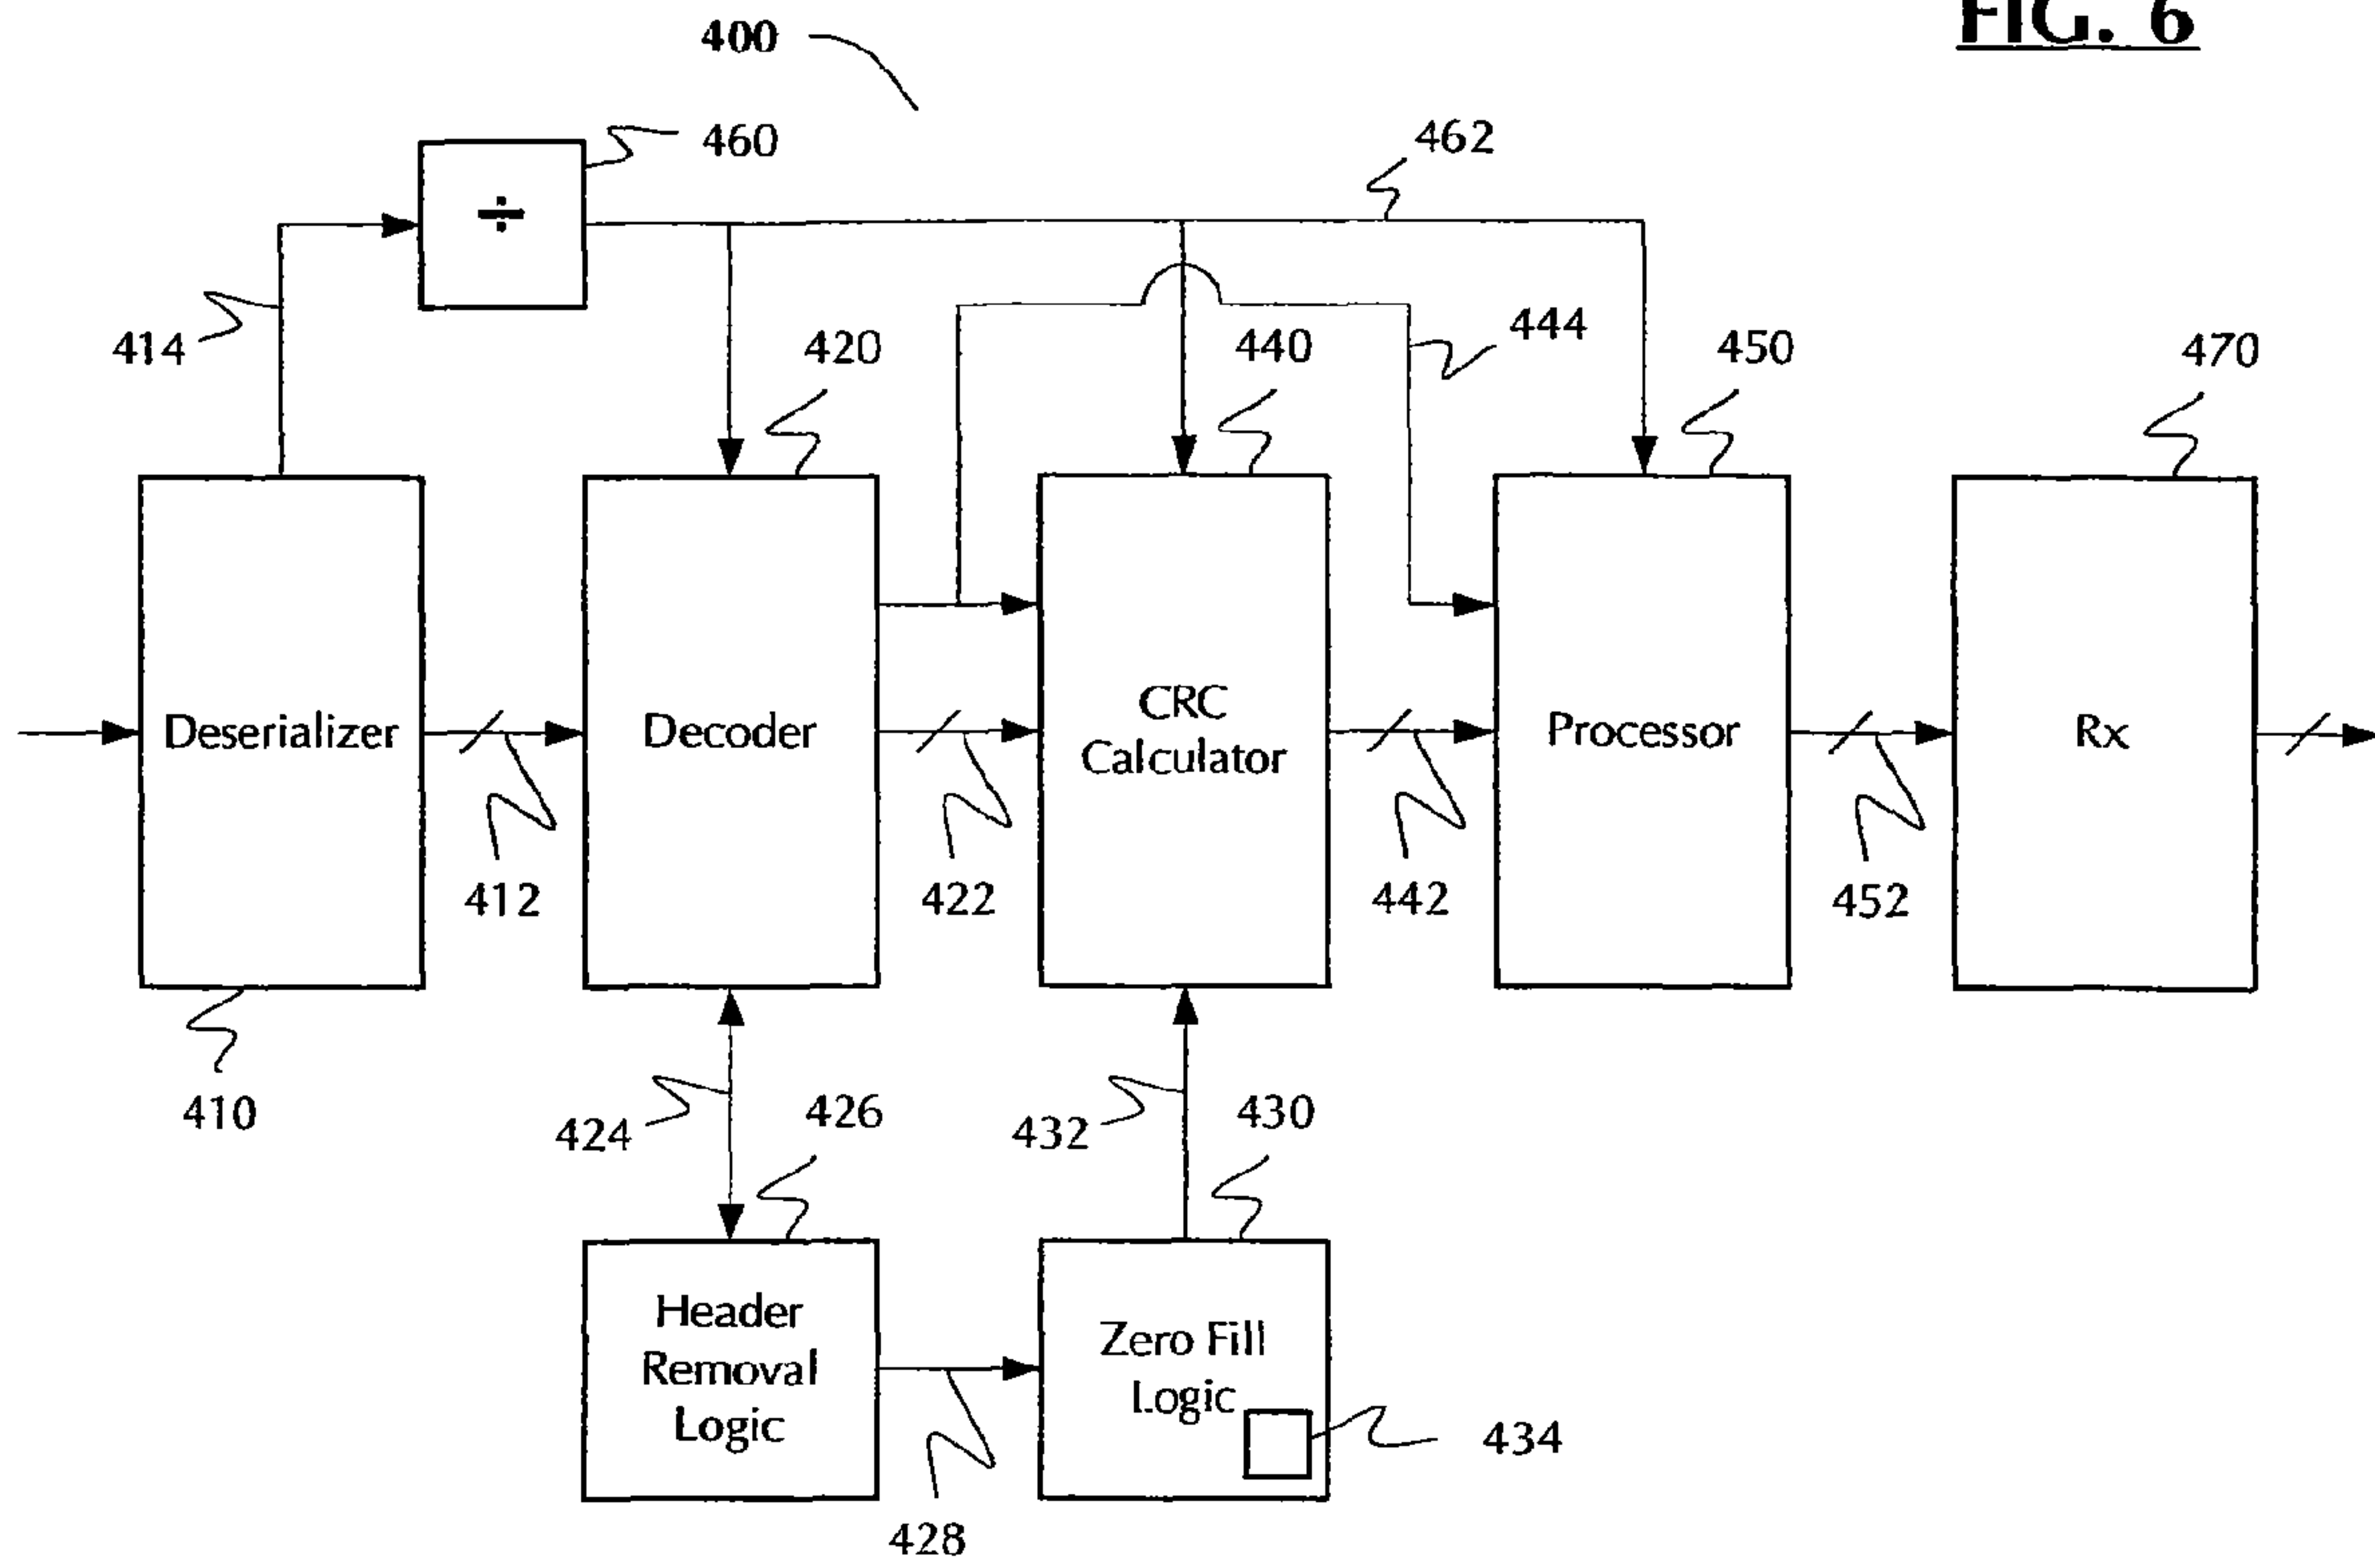 FIG. 6
400
460
462
÷
414
420
440
444
450
470
Deserializer
Decoder
CRC
Calculator
Processor
Rx
412
422
442
452
410
424
426
432
430
Header
Removal
Logic
Zero Fill
Logic
434
428